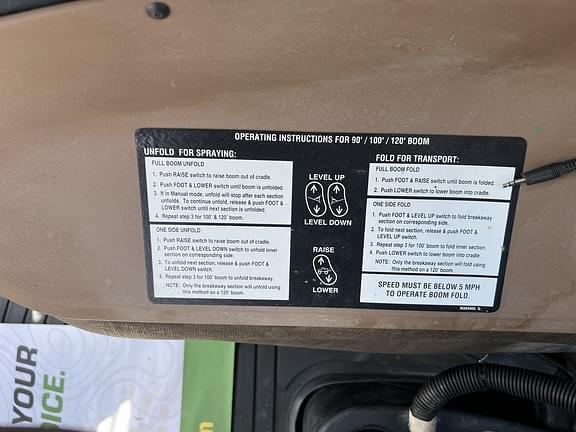 OPERATING INSTRUCTIONS FOR 90' / 100' / 120' BOOM
UNFOLD FOR SPRAYING:
FULL BOOM UNFOLD
1. Push RAISE switch to raise boom out of cradle.
2. Push FOOT & LOWER switch until boom is unfolded.
3. If in Manual mode, unfold will stop after each section
unfolds. To continue unfold, release & push FOOT &
LOWER switch until next section is unfolded.
4. Repeat step 3 for 100' & 120' boom.
ONE SIDE UNFOLD
1. Push RAISE switch to raise boom out of cradle.
2. Push FOOT & LEVEL DOWN switch to unfold inner
section on corresponding side.
3. To unfold next section, release & push FOOT &
LEVEL DOWN switch.
4. Repeat step 3 for 100' to unfold breakaway.
NOTE: Only the breakaway section will unfold using
this method on a 120' boom.
LEVEL UP
LEVEL DOWN
RAISE
LOWER
FOLD FOR TRANSPORT:
FULL BOOM FOLD
1. Push FOOT & RAISE switch until boom is folded.
2. Push LOWER switch to lower boom into cradle.
ONE SIDE FOLD
1. Push FOOT & LEVEL UP switch to fold breakaway
section on corresponding side.
2. To fold next section, release & push FOOT &
LEVEL UP switch.
3. Repeat step 3 for 100' boom to fold inner section.
4. Push LOWER switch to lower boom into cradle.
NOTE: Only the breakaway section will fold using
this method on a 120' boom.
SPEED MUST BE BELOW 5 MPH
TO OPERATE BOOM FOLD.
YOUR
OICE.